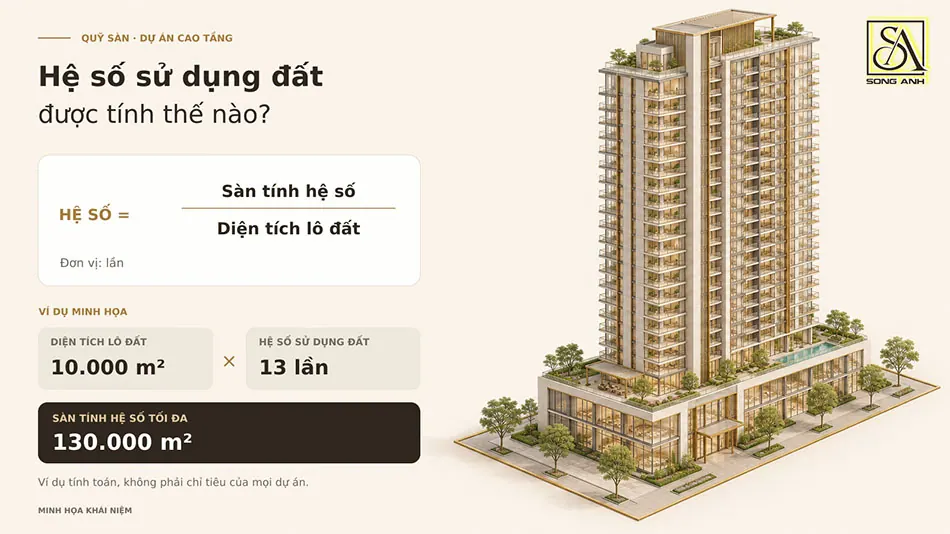 QUỸ SÀN · DỰ ÁN CAO TẦNG
Hệ số sử dụng đất
được tính thế nào?
HỆ SỐ =
Sàn tính hệ số
Diện tích lô đất
Đơn vị: lần
VÍ DỤ MINH HỌA
DIỆN TÍCH LÔ ĐẤT
10.000 m²
×
HỆ SỐ SỬ DỤNG ĐẤT
13 lần
SÀN TÍNH HỆ SỐ TỐI ĐA
130.000 m²
Ví dụ tính toán, không phải chỉ tiêu của mọi dự án.
MINH HỌA KHÁI NIỆM
SA
SONG ANH